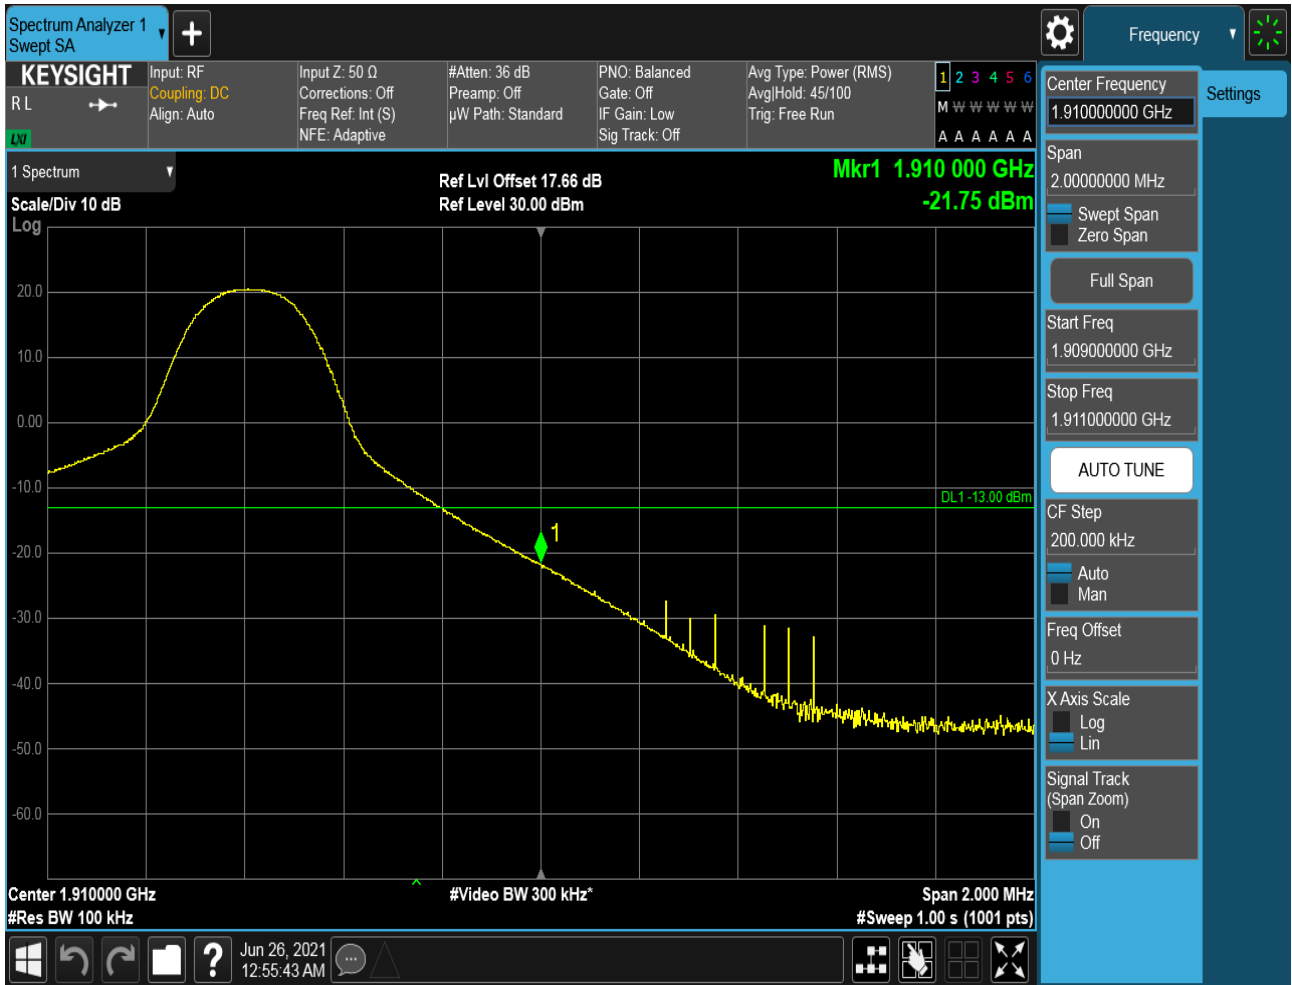 Spectrum Analyzer 1
Swept SA
Frequency
KEYSIGHT
R L
LXI
Input: RF
Coupling: DC
Align: Auto
Input Z: 50 Ω
Corrections: Off
Freq Ref: Int (S)
NFE: Adaptive
#Atten: 36 dB
Preamp: Off
µW Path: Standard
PNO: Balanced
Gate: Off
IF Gain: Low
Sig Track: Off
Avg Type: Power (RMS)
Avg|Hold: 45/100
Trig: Free Run
1 2 3 4 5 6
M W W W W W
A A A A A A
1 Spectrum
Scale/Div 10 dB
Log
Ref Lvl Offset 17.66 dB
Ref Level 30.00 dBm
Mkr1 1.910 000 GHz
-21.75 dBm
20.0
10.0
0.00
-10.0
-20.0
-30.0
-40.0
-50.0
-60.0
DL1 -13.00 dBm
1
Center 1.910000 GHz
#Res BW 100 kHz
#Video BW 300 kHz*
Span 2.000 MHz
#Sweep 1.00 s (1001 pts)
Jun 26, 2021
12:55:43 AM
?
Center Frequency
1.910000000 GHz
Settings
Span
2.00000000 MHz
Swept Span
Zero Span
Full Span
Start Freq
1.909000000 GHz
Stop Freq
1.911000000 GHz
AUTO TUNE
CF Step
200.000 kHz
Auto
Man
Freq Offset
0 Hz
X Axis Scale
Log
Lin
Signal Track
(Span Zoom)
On
Off